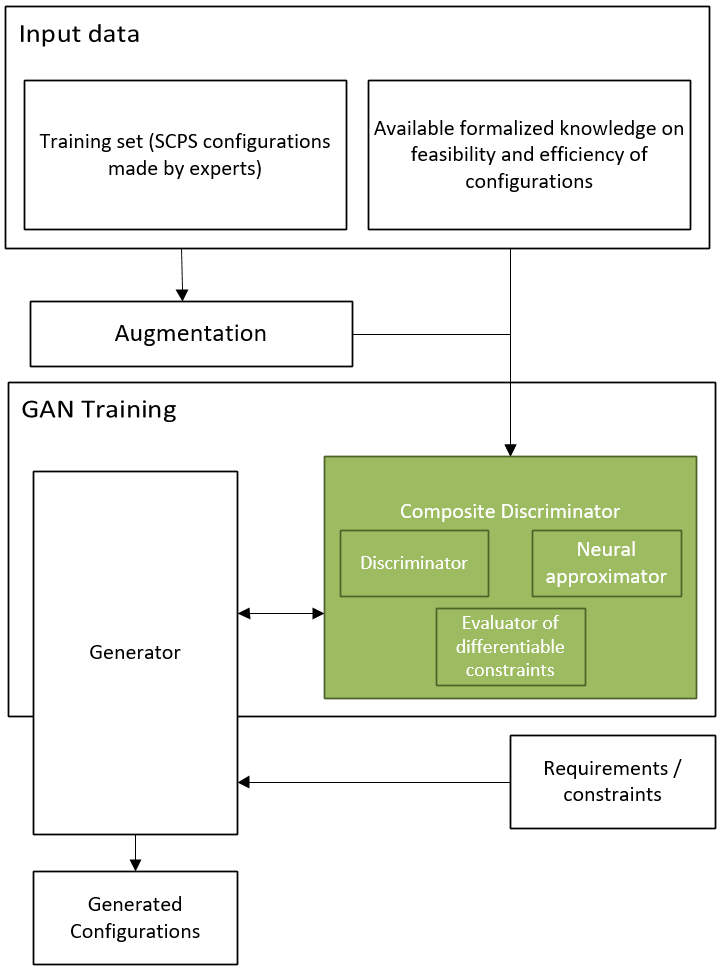 Input data
Training set (SCPS configurations
made by experts)
Available formalized knowledge on
feasibility and efficiency of
configurations
Augmentation
GAN Training
Composite Discriminator
Discriminator
Neural
approximator
Evaluator of
differentiable
constraints
Generator
Requirements /
constraints
Generated
Configurations